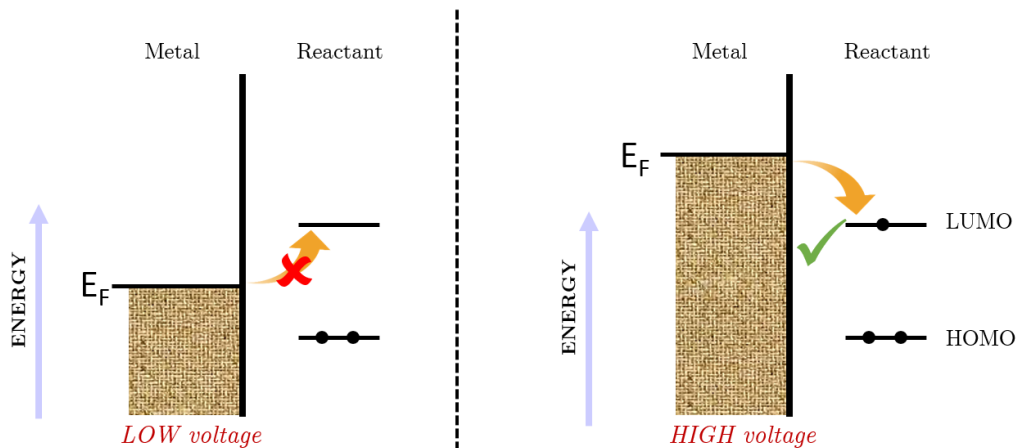 Metal
Reactant
E_F
ENERGY
LOW voltage
Metal
Reactant
E_F
LUMO
HOMO
ENERGY
HIGH voltage